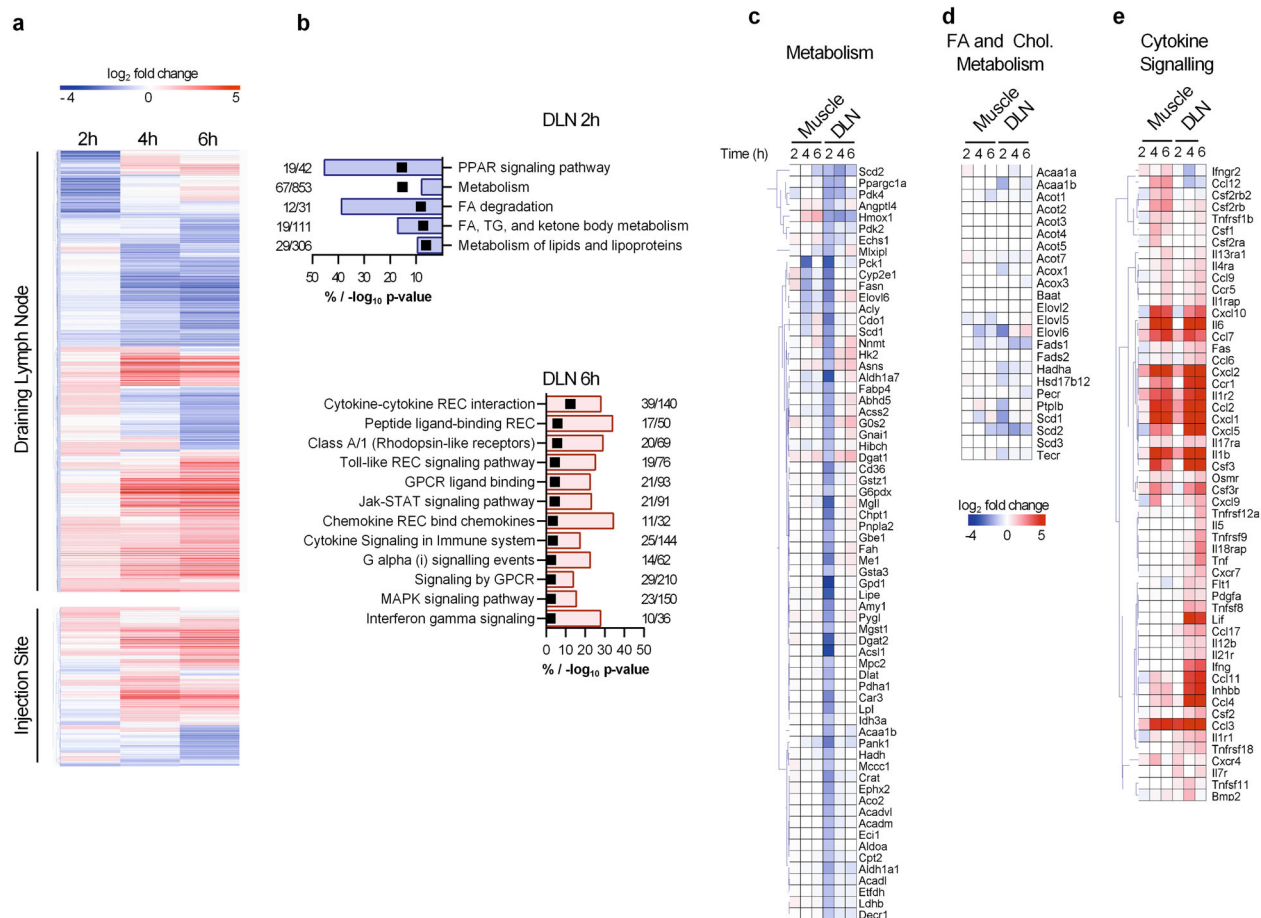 a
log2 fold change
-4 0 5
2h 4h 6h
Draining Lymph Node
Injection Site
b
DLN 2h
19/42 PPAR signaling pathway
67/853 Metabolism
12/31 FA degradation
19/111 FA, TG, and ketone body metabolism
29/306 Metabolism of lipids and lipoproteins
50 40 30 20 10
% / -log10 p-value
DLN 6h
Cytokine-cytokine REC interaction 39/140
Peptide ligand-binding REC 17/50
Class A/1 (Rhodopsin-like receptors) 20/69
Toll-like REC signaling pathway 19/76
GPCR ligand binding 21/93
Jak-STAT signaling pathway 21/91
Chemokine REC bind chemokines 11/32
Cytokine Signaling in Immune system 25/144
G alpha (i) signalling events 14/62
Signaling by GPCR 29/210
MAPK signaling pathway 23/150
Interferon gamma signaling 10/36
0 10 20 30 40 50
% / -log10 p-value
c
Metabolism
Muscle
DLN
Time (h) 2 4 6 2 4 6
Scd2
Ppargc1a
Pdk4
Angptl4
Hmox1
Pdk2
Echs1
Mlxipl
Pck1
Cyp2e1
Fasn
Elovl6
Acly
Cdo1
Scd1
Nnmt
Hk2
Asns
Aldh1a7
Fabp4
Abhd5
Acss2
G0s2
Gnai1
Hibch
Dgat1
Cd36
Gstz1
G6pdx
Mgll
Chpt1
Pnpla2
Gbe1
Fah
Me1
Gsta3
Gpd1
Lipe
Amy1
Pygl
Mgst1
Dgat2
Acsl1
Mpc2
Dlat
Pdha1
Car3
Lpl
Idh3a
Acaa1b
Pank1
Hadh
Mccc1
Crat
Ephx2
Aco2
Acadvl
Acadm
Eci1
Aldoa
Cpt2
Aldh1a1
Acadl
Etfdh
Ldhb
Decr1
d
FA and Chol.
Metabolism
Muscle
DLN
2 4 6 2 4 6
Acaa1a
Acaa1b
Acot1
Acot2
Acot3
Acot4
Acot5
Acot7
Acox1
Acox3
Baat
Elovl2
Elovl5
Elovl6
Fads1
Fads2
Hadha
Hsd17b12
Pecr
Ptplb
Scd1
Scd2
Scd3
Tecr
log2 fold change
-4 0 5
e
Cytokine
Signalling
Muscle
DLN
2 4 6 2 4 6
Ifngr2
Ccl12
Csf2rb2
Csf2rb
Tnfrsf1b
Csf1
Csf2ra
Il13ra1
Il4ra
Ccl9
Ccr5
Il1rap
Cxcl10
Il6
Ccl7
Fas
Ccl6
Cxcl2
Ccr1
Il1r2
Ccl2
Cxcl1
Cxcl5
Il17ra
Il1b
Csf3
Osmr
Csf3r
Cxcl9
Tnfrsf12a
Il5
Tnfrsf9
Il18rap
Tnf
Cxcr7
Flt1
Pdgfa
Tnfsf8
Lif
Ccl17
Il12b
Il21r
Ifng
Ccl11
Inhbb
Ccl4
Csf2
Ccl3
Il1r1
Tnfrsf18
Cxcr4
Il7r
Tnfsf11
Bmp2